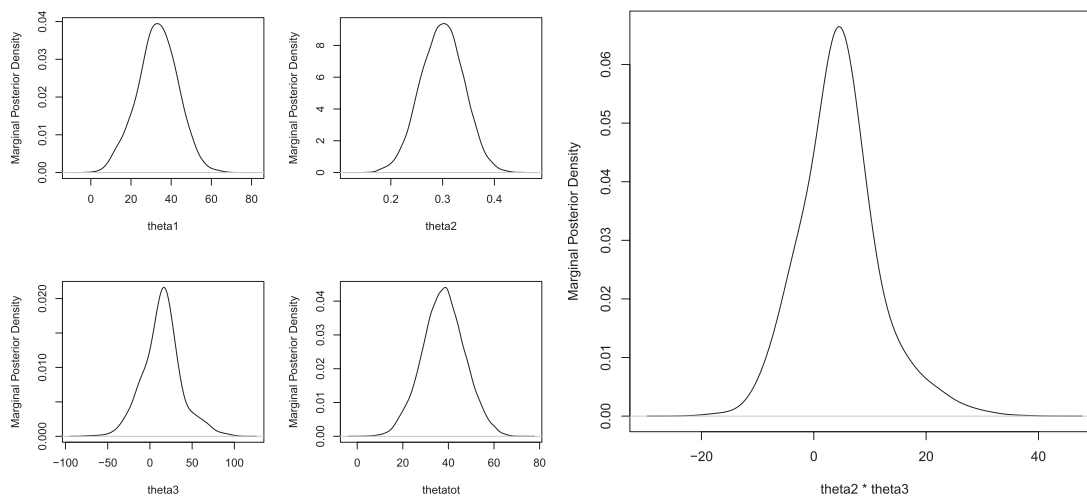 Marginal Posterior Density
0.00 0.01 0.02 0.03 0.04
0 20 40 60 80
theta1
Marginal Posterior Density
0 2 4 6 8
0.2 0.3 0.4
theta2
Marginal Posterior Density
0.000 0.010 0.020
−100 −50 0 50 100
theta3
Marginal Posterior Density
0.00 0.01 0.02 0.03 0.04
0 20 40 60 80
thetatot
Marginal Posterior Density
0.00 0.01 0.02 0.03 0.04 0.05 0.06
−20 0 20 40
theta2 * theta3